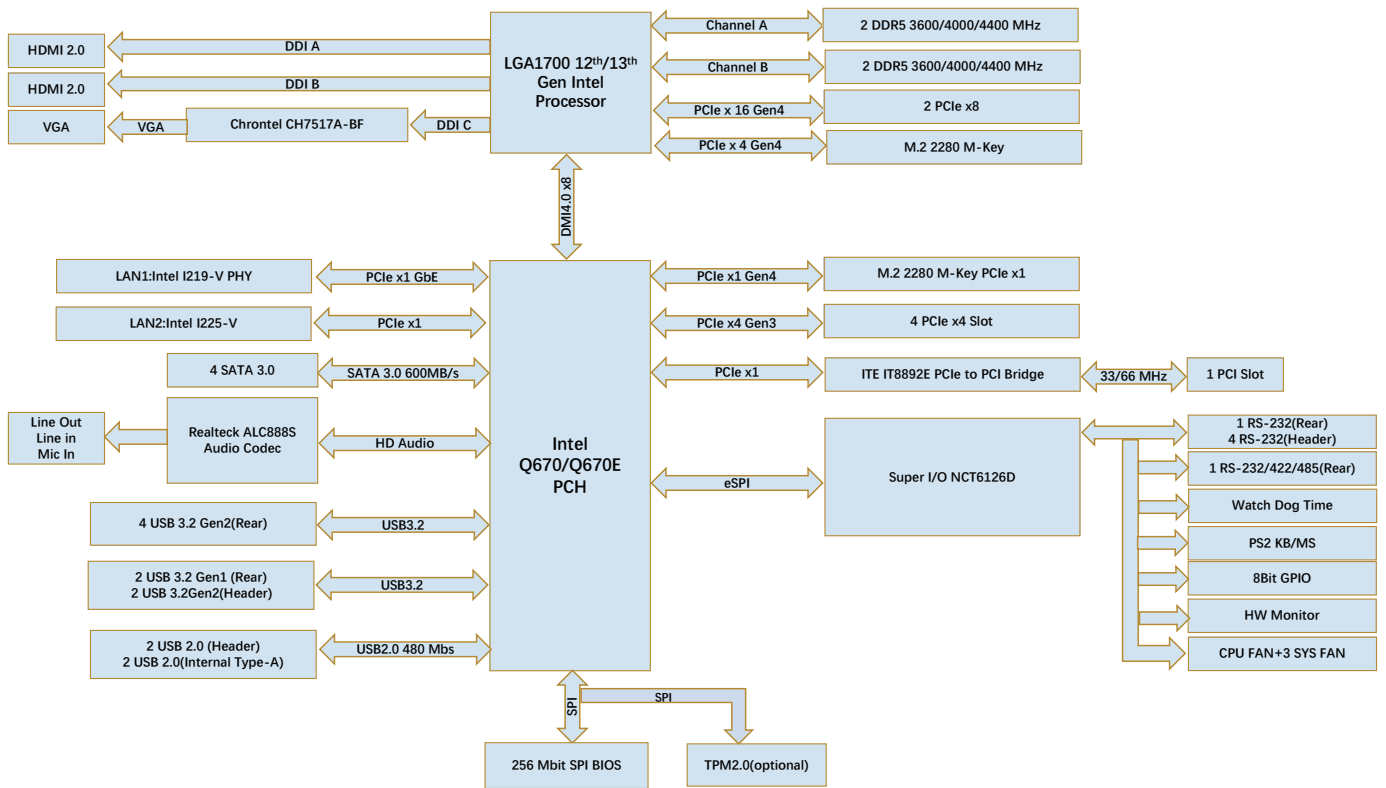 HDMI 2.0
DDI A
HDMI 2.0
DDI B
VGA
VGA
Chrontel CH7517A-BF
DDI C
LGA1700 12th/13th
Gen Intel
Processor
Channel A
2 DDR5 3600/4000/4400 MHz
Channel B
2 DDR5 3600/4000/4400 MHz
PCIe x 16 Gen4
2 PCIe x8
PCIe x 4 Gen4
M.2 2280 M-Key
DMI4.0 x8
LAN1:Intel I219-V PHY
PCIe x1 GbE
LAN2:Intel I225-V
PCIe x1
4 SATA 3.0
SATA 3.0 600MB/s
Line Out
Line in
Mic In
Realteck ALC888S
Audio Codec
HD Audio
4 USB 3.2 Gen2(Rear)
USB3.2
2 USB 3.2 Gen1 (Rear)
2 USB 3.2Gen2(Header)
USB3.2
2 USB 2.0 (Header)
2 USB 2.0(Internal Type-A)
USB2.0 480 Mbs
Intel
Q670/Q670E
PCH
PCIe x1 Gen4
M.2 2280 M-Key PCIe x1
PCIe x4 Gen3
4 PCIe x4 Slot
PCIe x1
ITE IT8892E PCIe to PCI Bridge
33/66 MHz
1 PCI Slot
eSPI
Super I/O NCT6126D
1 RS-232(Rear)
4 RS-232(Header)
1 RS-232/422/485(Rear)
Watch Dog Time
PS2 KB/MS
8Bit GPIO
HW Monitor
CPU FAN+3 SYS FAN
SPI
SPI
256 Mbit SPI BIOS
TPM2.0(optional)